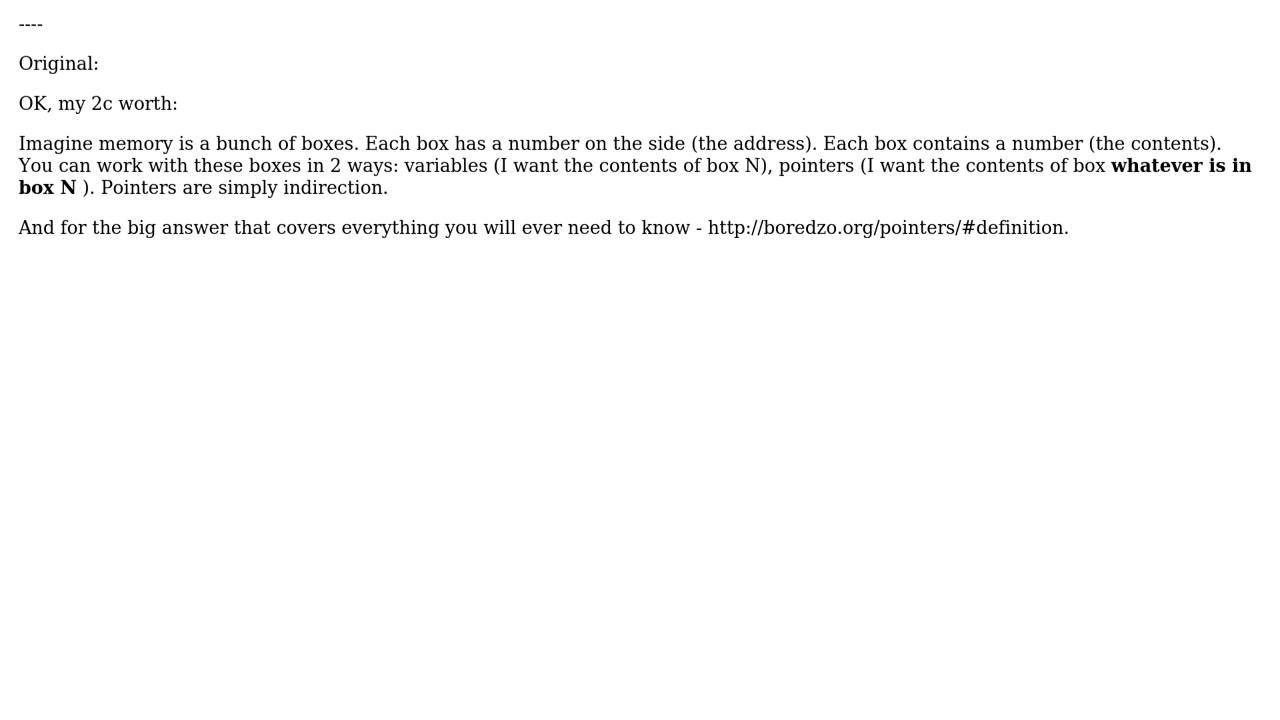 ----
Original:
OK, my 2c worth:
Imagine memory is a bunch of boxes. Each box has a number on the side (the address). Each box contains a number (the contents).
You can work with these boxes in 2 ways: variables (I want the contents of box N), pointers (I want the contents of box whatever is in
box N ). Pointers are simply indirection.
And for the big answer that covers everything you will ever need to know - http://boredzo.org/pointers/#definition.